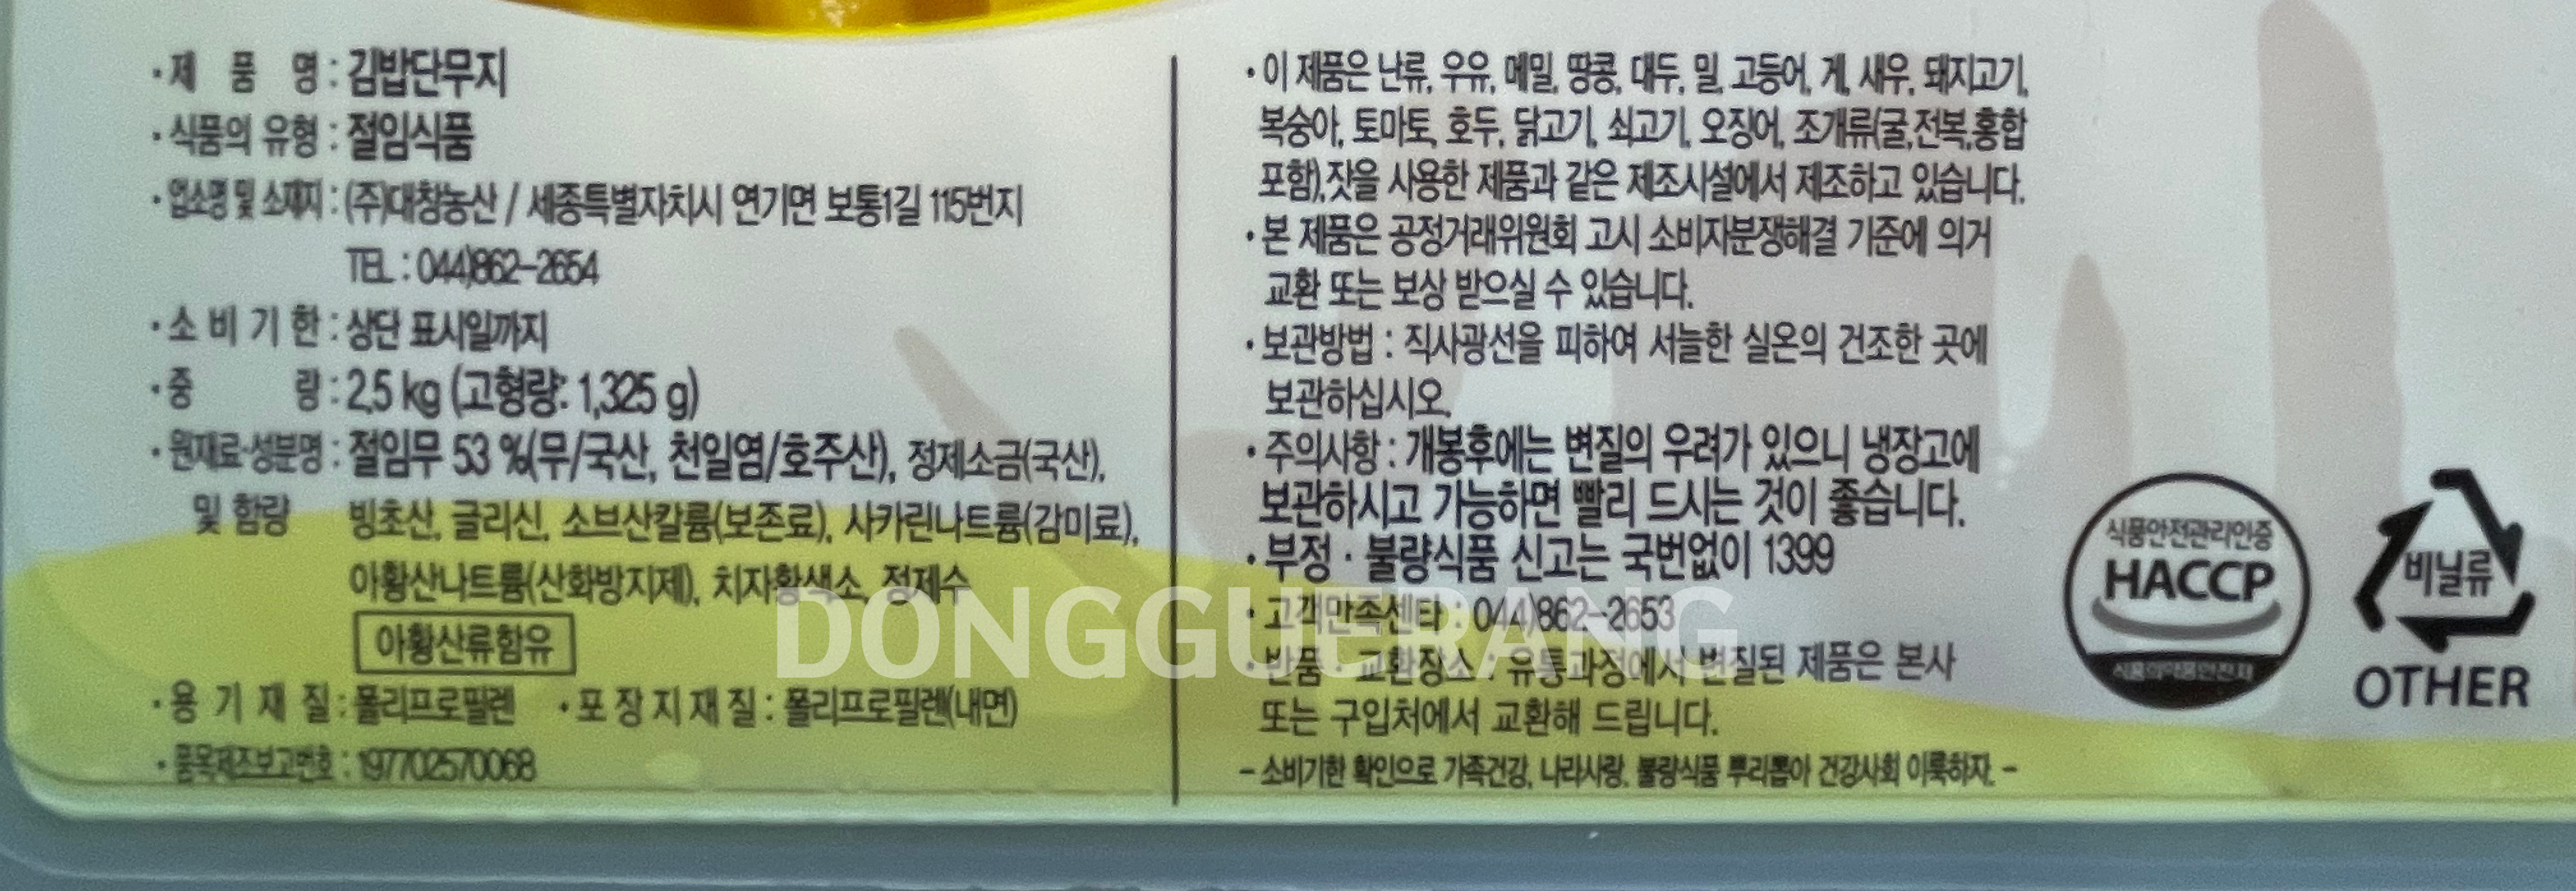 ·제 품 명 : 김밥단무지
·식품의 유형 : 절임식품
·업소명 및 소재지 : (주)대창농산 / 세종특별자치시 연기면 보통1길 115번지
TEL : 044)862-2654
·소 비 기 한 : 상단 표시일까지
·중 량 : 2.5 kg (고형량: 1,325 g)
·원재료·성분명 : 절임무 53 %(무/국산, 천일염/호주산), 정제소금(국산),
및 함량 빙초산, 글리신, 소브산칼륨(보존료), 사카린나트륨(감미료),
아황산나트륨(산화방지제), 치자황색소, 정제수
아황산류함유
·용 기 재 질 : 폴리프로필렌 ·포 장 지 재 질 : 폴리프로필렌(내면)
·품목제조보고번호 : 197702570068
·이 제품은 난류, 우유, 메밀, 땅콩, 대두, 밀, 고등어, 게, 새우, 돼지고기,
복숭아, 토마토, 호두, 닭고기, 쇠고기, 오징어, 조개류(굴,전복,홍합
포함),잣을 사용한 제품과 같은 제조시설에서 제조하고 있습니다.
·본 제품은 공정거래위원회 고시 소비자분쟁해결 기준에 의거
교환 또는 보상 받으실 수 있습니다.
·보관방법 : 직사광선을 피하여 서늘한 실온의 건조한 곳에
보관하십시오.
·주의사항 : 개봉후에는 변질의 우려가 있으니 냉장고에
보관하시고 가능하면 빨리 드시는 것이 좋습니다.
·부정·불량식품 신고는 국번없이 1399
·고객만족센타 : 044)862-2653
·반품·교환장소 : 유통과정에서 변질된 제품은 본사
또는 구입처에서 교환해 드립니다.
-소비기한 확인으로 가족건강, 나라사랑, 불량식품 뿌리뽑아 건강사회 이룩하자.-
식품안전관리인증
HACCP
식품의약품안전처
비닐류
OTHER
DONGGUERANG